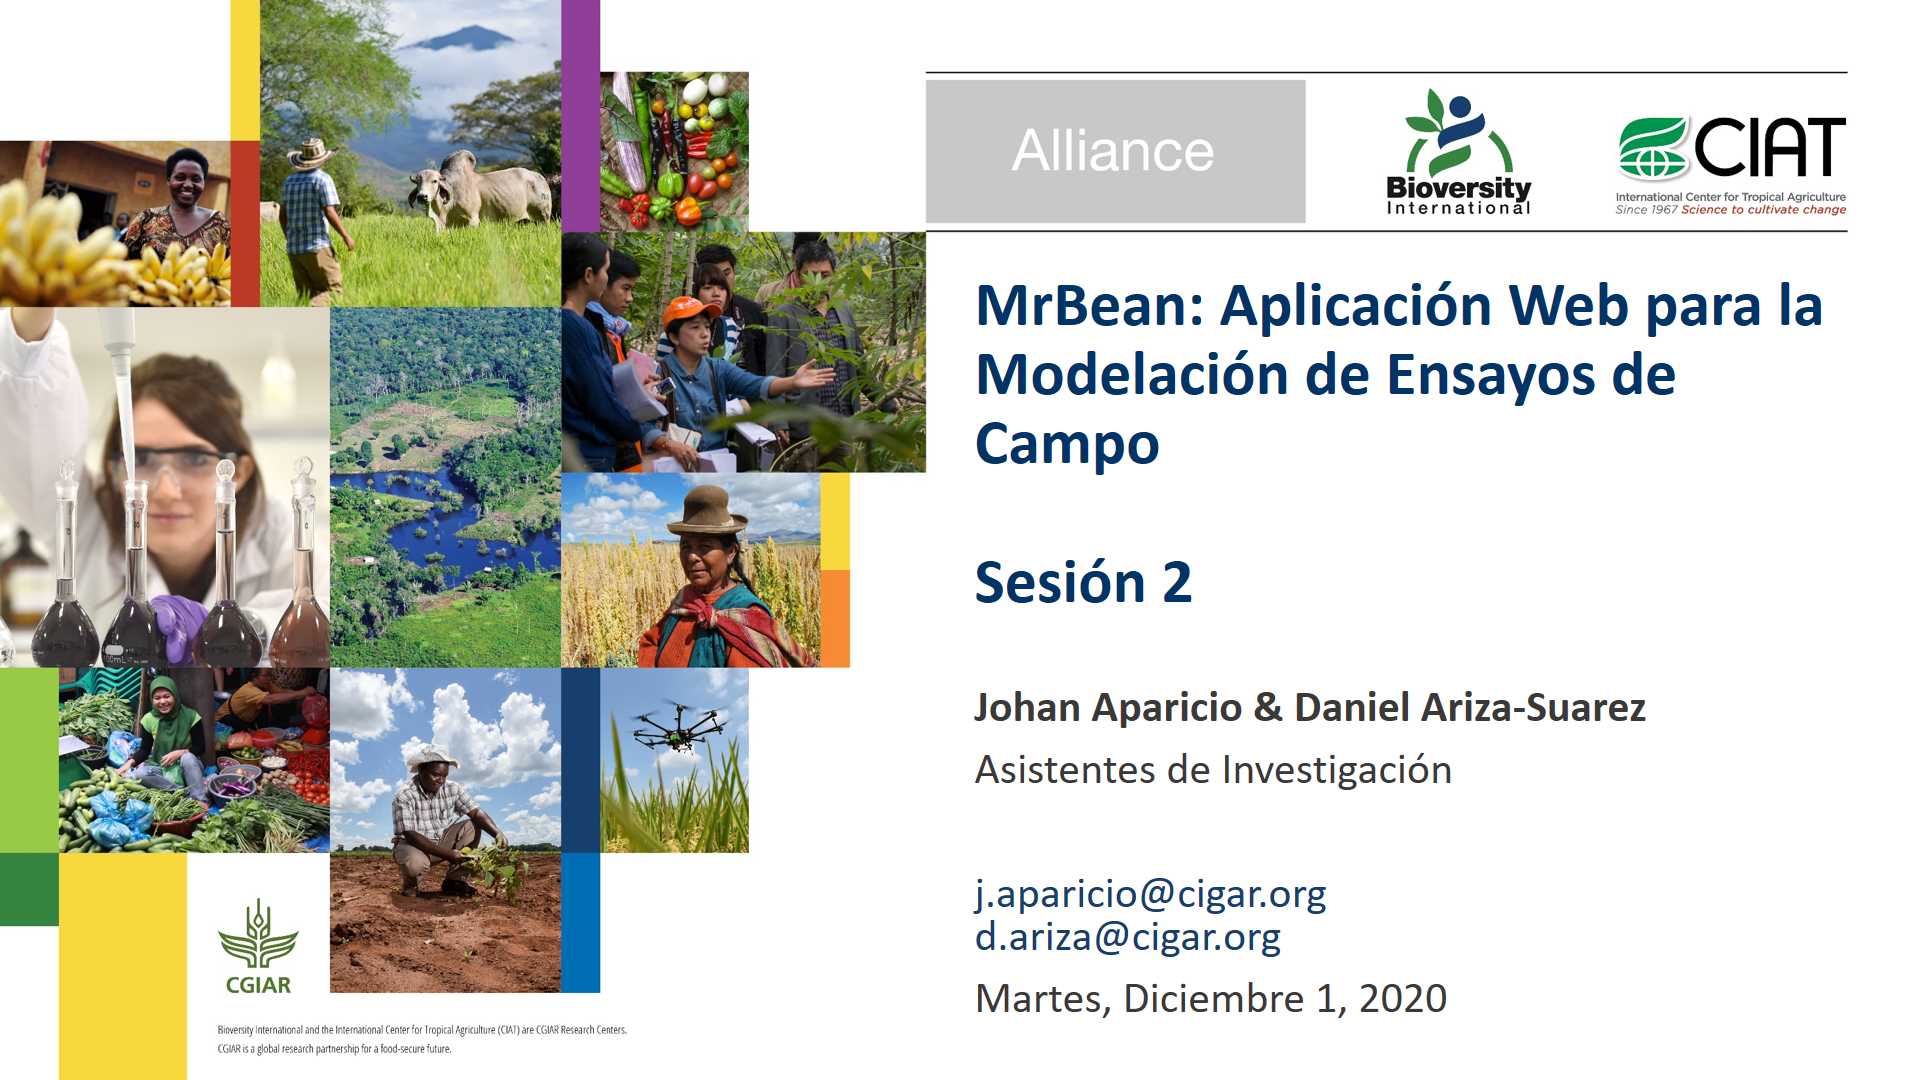 Alliance
Bioversity
International
CIAT
International Center for Tropical Agriculture
Since 1967 Science to cultivate change
MrBean: Aplicación Web para la
Modelación de Ensayos de
Campo
Sesión 2
Johan Aparicio & Daniel Ariza-Suarez
Asistentes de Investigación
j.aparicio@cigar.org
d.ariza@cigar.org
Martes, Diciembre 1, 2020
CGIAR
Bioversity International and the International Center for Tropical Agriculture (CIAT) are CGIAR Research Centers.
CGIAR is a global research partnership for a food-secure future.